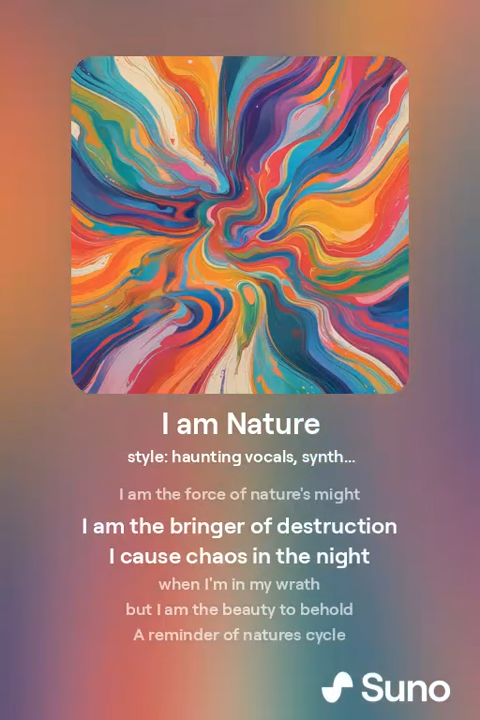 I am Nature
style: haunting vocals, synth...
I am the force of nature's might
I am the bringer of destruction
I cause chaos in the night
when I'm in my wrath
but I am the beauty to behold
A reminder of natures cycle
Suno